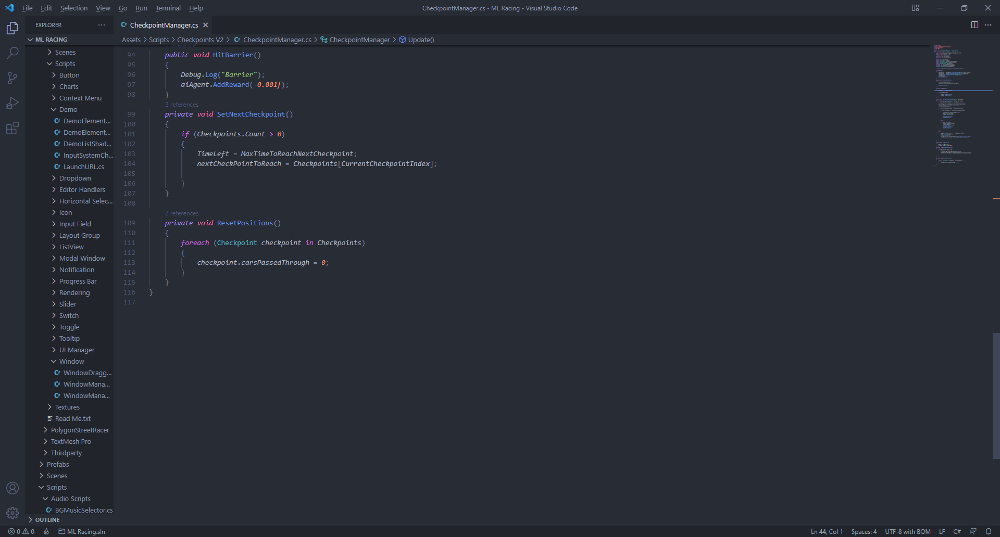 File Edit Selection View Go Run Terminal Help
CheckpointManager.cs - ML Racing - Visual Studio Code
EXPLORER
CheckpointManager.cs
ML RACING
Assets > Scripts > Checkpoints V2 > CheckpointManager.cs > CheckpointManager > Update()
Scenes
Scripts
Button
Charts
Context Menu
Demo
DemoElement...
DemoElement...
DemoListShad...
InputSystemCh...
LaunchURL.cs
Dropdown
Editor Handlers
Horizontal Selec...
Icon
Input Field
Layout Group
ListView
Modal Window
Notification
Progress Bar
Rendering
Slider
Switch
Toggle
Tooltip
UI Manager
Window
WindowDragg...
WindowMana...
WindowMana...
Textures
Read Me.txt
PolygonStreetRacer
TextMesh Pro
Thirdparty
Prefabs
Scenes
Scripts
Audio Scripts
BGMusicSelector.cs
OUTLINE
94 public void HitBarrier()
95 {
96 Debug.Log("Barrier");
97 aiAgent.AddReward(-0.001f);
98 }
2 references
99 private void SetNextCheckpoint()
100 {
101 if (Checkpoints.Count > 0)
102 {
103 TimeLeft = MaxTimeToReachNextCheckpoint;
104 nextCheckPointToReach = Checkpoints[CurrentCheckpointIndex];
105
106 }
107 }
108
2 references
109 private void ResetPositions()
110 {
111 foreach (Checkpoint checkpoint in Checkpoints)
112 {
113 checkpoint.carsPassedThrough = 0;
114 }
115 }
116 }
117
0 0 ML Racing.sln
Ln 44, Col 1 Spaces: 4 UTF-8 with BOM LF C#